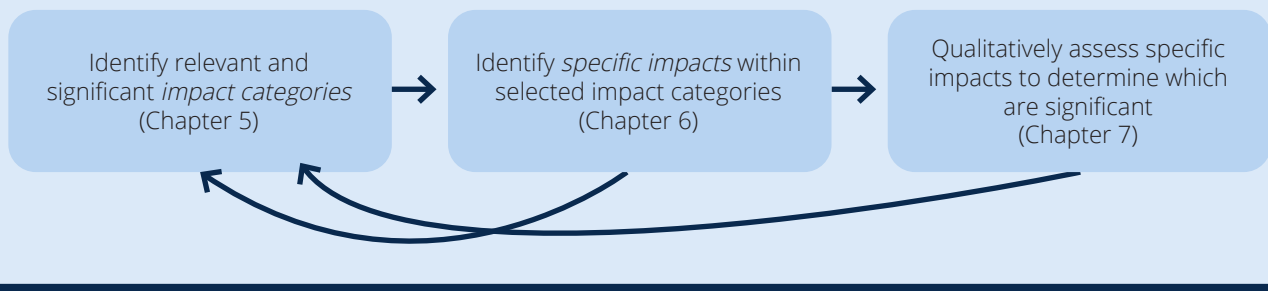 Identify relevant and
significant impact categories
(Chapter 5)
Identify specific impacts within
selected impact categories
(Chapter 6)
Qualitatively assess specific
impacts to determine which
are significant
(Chapter 7)